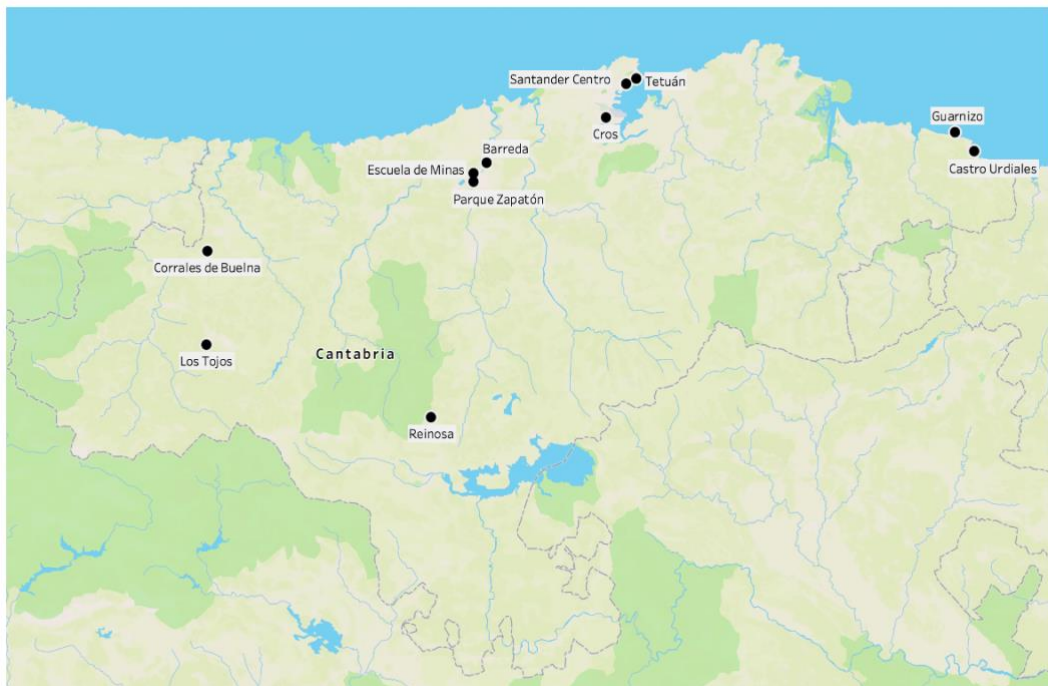 Santander Centro
Tetuán
Cros
Guarnizo
Castro Urdiales
Barreda
Escuela de Minas
Parque Zapatón
Corrales de Buelna
Los Tojos
Cantabria
Reinosa